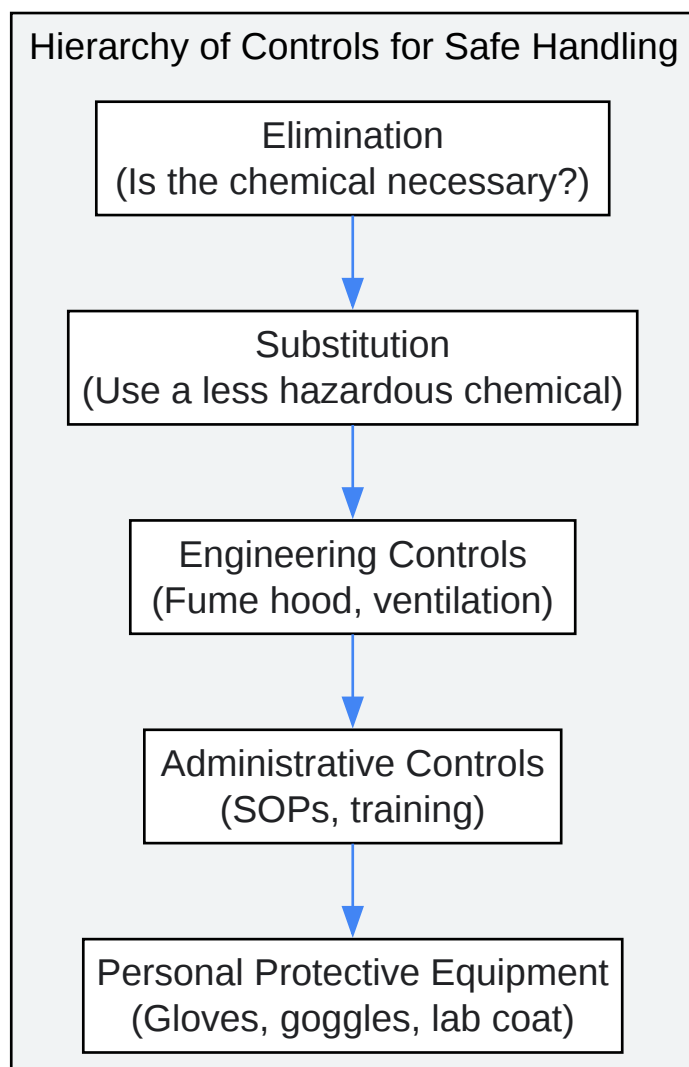 Hierarchy of Controls for Safe Handling
Elimination
(Is the chemical necessary?)
Substitution
(Use a less hazardous chemical)
Engineering Controls
(Fume hood, ventilation)
Administrative Controls
(SOPs, training)
Personal Protective Equipment
(Gloves, goggles, lab coat)